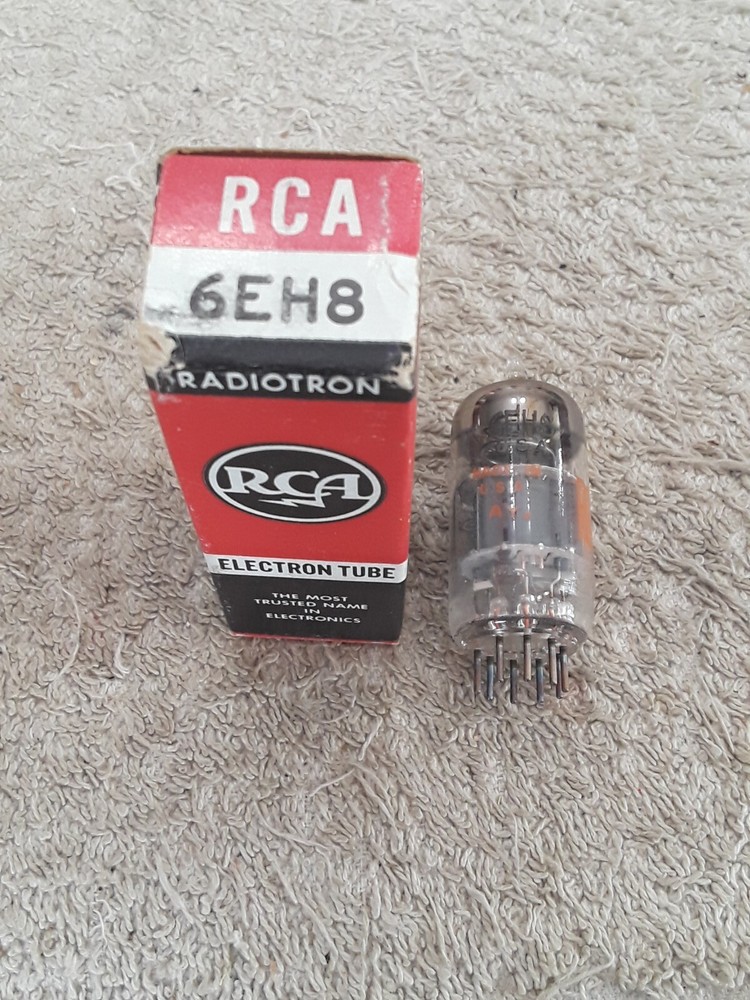 RCA
6EH8
RADIOTRON
RCA
ELECTRON TUBE
THE MOST
TRUSTED NAME
IN
ELECTRONICS